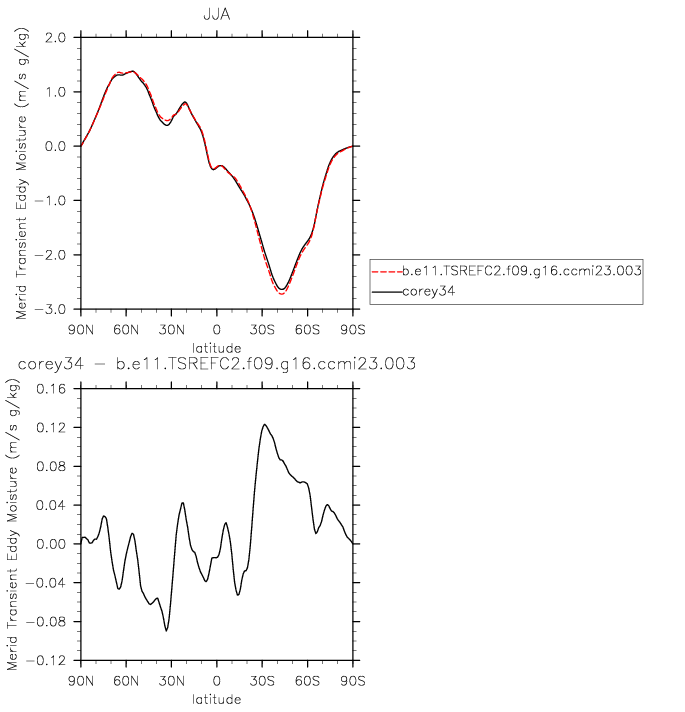 JJA
Merid Transient Eddy Moisture (m/s g/kg)
2.0
1.0
0.0
−1.0
−2.0
−3.0
90N 60N 30N 0 30S 60S 90S
latitude
b.e11.TSREFC2.f09.g16.ccmi23.003
corey34
corey34 − b.e11.TSREFC2.f09.g16.ccmi23.003
Merid Transient Eddy Moisture (m/s g/kg)
0.16
0.12
0.08
0.04
0.00
−0.04
−0.08
−0.12
90N 60N 30N 0 30S 60S 90S
latitude